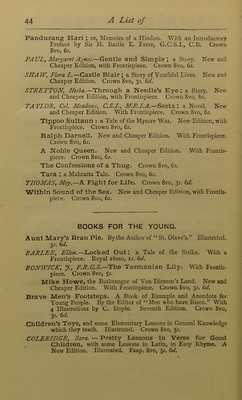 44 A List of
Pandurang Hari; or, Memoirs of a Hindoo. With an Introductory
Preface by Sir H. Bartle E. Frere, G.C.S.I., C.B. Crown
8vo, 6s.
PAUL, Margaret Agnes.—Gentle and Simple; a Story. New and
Cheaper Edition, with Frontispiece. Crown 8vo, 6s.
SHAW, Flora L.—Castle Blair; a Story of Youthful Lives. New and
Cheaper Edition. Crown 8vo, 3s. 6d.
STRETTON, Hesba.—Through a Needle's Eye: a Story. New
and Cheaper Edition, with Frontispiece. Crown 8vo, 6s.
TAYLOR, Col. Meadows, C.S.I., M.R.I.A.—Seeta: a Novel. New
and Cheaper Edition. With Frontispiece. Crown 8vo, 6s.
Tippoo Sultaun: a Tale of the Mysore War. New Edition, with
Frontispiece. Crown 8vo, 6s.
Ralph Darnell. New and Cheaper Edition. With Frontispiece.
Crown 8vo, 6s.
A Noble Queen. New and Cheaper Edition. With Frontis-
piece. Crown 8vo, 6s.
The Confessions of a Thug. Crown 8vo, 6s.
Tara: a Mahratta Tale. Crown 8vo, 6s.
THOMAS, Moy.—A Fight for Life. Crown 8vo, 3s. 6d.
Within Sound of the Sea. New and Cheaper Edition, with Frontis-
piece. Crown 8vo, 6s.
BOOKS FOR THE YOUNG.
Aunt Mary's Bran Pie. By the Author of "St. Olave's." Illustrated.
3s. 6d.
BARLEE, Ellen.—Locked Out: a Tale of the Strike. With a
Frontispiece. Royal 16mo, 1s. 6d.
BONWICK, J., F.R.G.S.—The Tasmanian Lily. With Frontis-
piece. Crown 8vo, 5s.
Mike Howe, the Bushranger of Van Diemen's Land. New and
Cheaper Edition. With Frontispiece. Crown 8vo, 3s. 6d.
Brave Men's Footsteps. A Book of Example and Anecdote for
Young People. By the Editor of "Men who have Risen." With
4 Illustrations by C. Doyle. Seventh Edition. Crown 8vo,
3s. 6d.
Children's Toys, and some Elementary Lessons in General Knowledge
which they teach. Illustrated. Crown 8vo, 5s.
COLERIDGE, Sara.—Pretty Lessons in Verse for Good
Children, with some Lessons in Latin, in Easy Rhyme. A
New Edition. Illustrated. Fcap. 8vo, 3s. 6d.